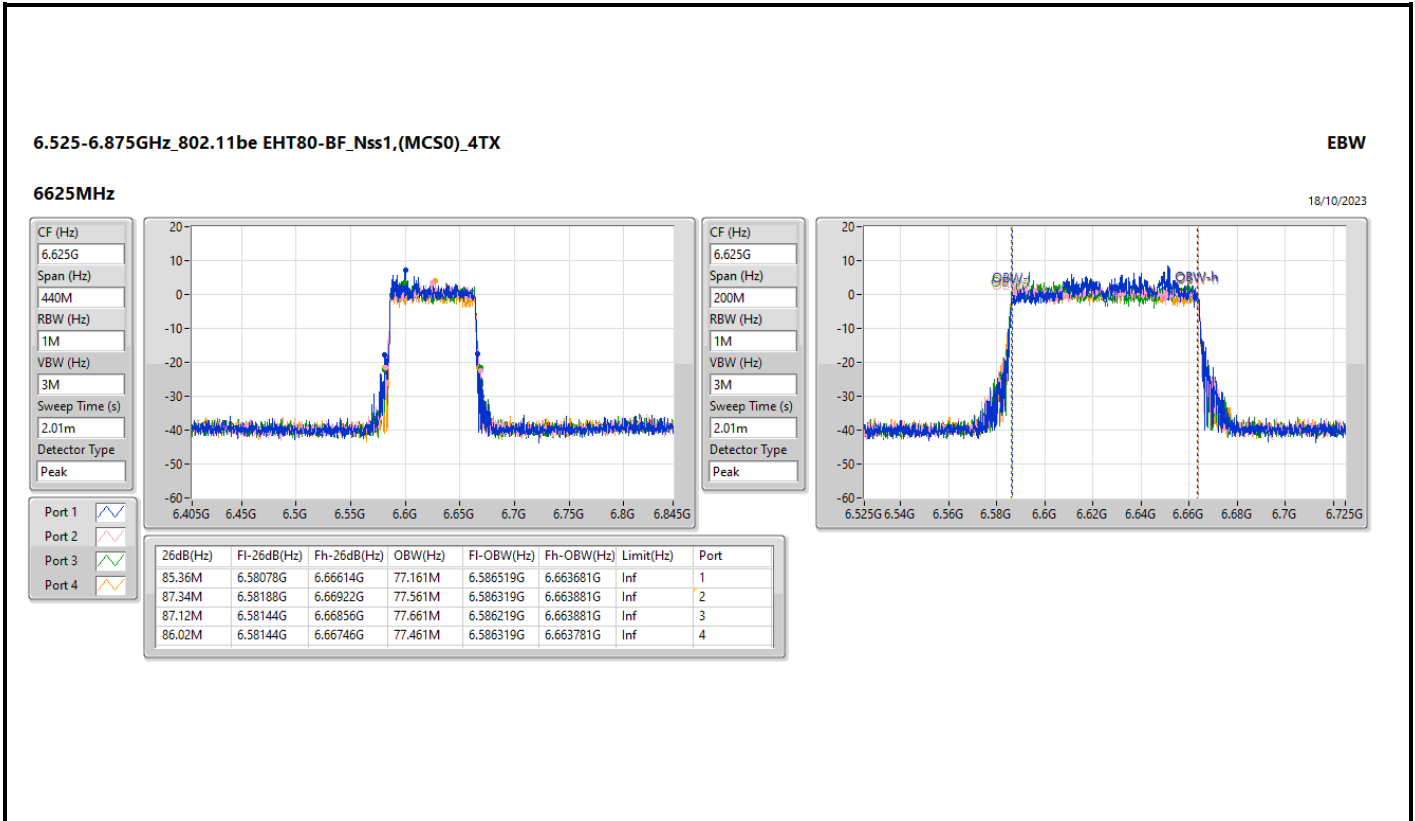 6.525-6.875GHz_802.11be EHT80-BF_Nss1,(MCS0)_4TX
EBW
6625MHz
18/10/2023
CF (Hz)
6.625G
Span (Hz)
440M
RBW (Hz)
1M
VBW (Hz)
3M
Sweep Time (s)
2.01m
Detector Type
Peak
20
10
0
-10
-20
-30
-40
-50
-60
6.405G 6.45G 6.5G 6.55G 6.6G 6.65G 6.7G 6.75G 6.8G 6.845G
CF (Hz)
6.625G
Span (Hz)
200M
RBW (Hz)
1M
VBW (Hz)
3M
Sweep Time (s)
2.01m
Detector Type
Peak
20
10
0
-10
-20
-30
-40
-50
-60
OBW-l OBW-h
6.525G 6.54G 6.56G 6.58G 6.6G 6.62G 6.64G 6.66G 6.68G 6.7G 6.725G
Port 1
Port 2
Port 3
Port 4
26dB(Hz) Fl-26dB(Hz) Fh-26dB(Hz) OBW(Hz) Fl-OBW(Hz) Fh-OBW(Hz) Limit(Hz) Port
85.36M 6.58078G 6.66614G 77.161M 6.586519G 6.663681G Inf 1
87.34M 6.58188G 6.66922G 77.561M 6.586319G 6.663881G Inf 2
87.12M 6.58144G 6.66856G 77.661M 6.586219G 6.663881G Inf 3
86.02M 6.58144G 6.66746G 77.461M 6.586319G 6.663781G Inf 4